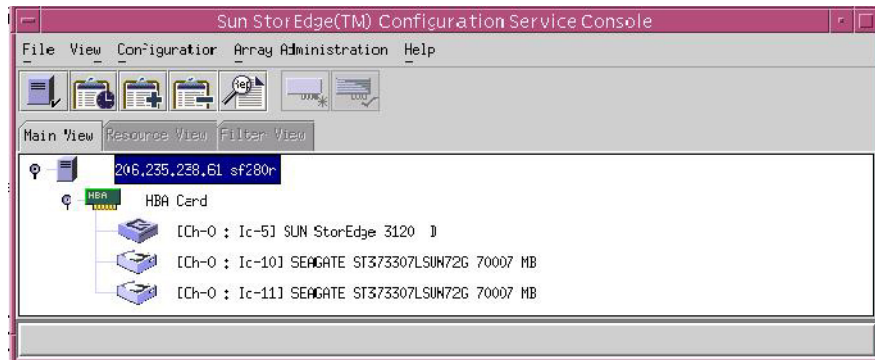 Sun StorEdge(TM) Configuration Service Console
File View Configuration Array Administration Help
Main View Resource View Filter View
206.235.238.61 sf280r
HBA HBA Card
[Ch-0 : Id-5] SUN StorEdge 3120 D
[Ch-0 : Id-10] SEAGATE ST373307LSUN72G 70007 MB
[Ch-0 : Id-11] SEAGATE ST373307LSUN72G 70007 MB